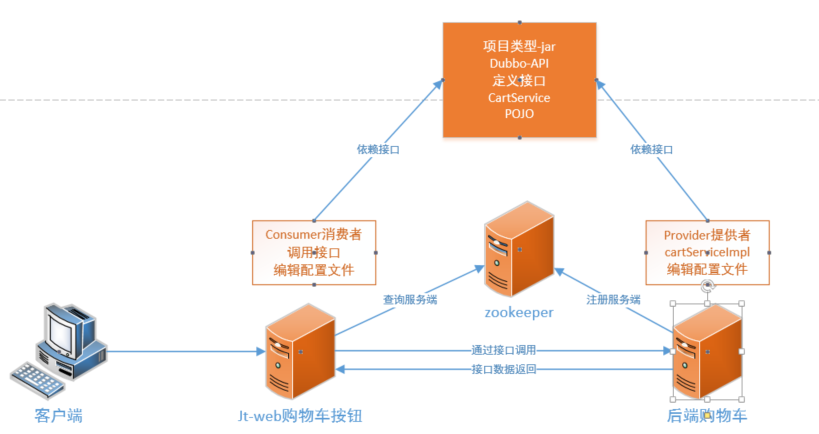 项目类型-jar
Dubbo-API
定义接口
CartService
POJO
依赖接口
依赖接口
Consumer消费者
调用接口
编辑配置文件
Provider提供者
cartServiceImpl
编辑配置文件
查询服务端
注册服务端
zookeeper
通过接口调用
接口数据返回
客户端
Jt-web购物车按钮
后端购物车